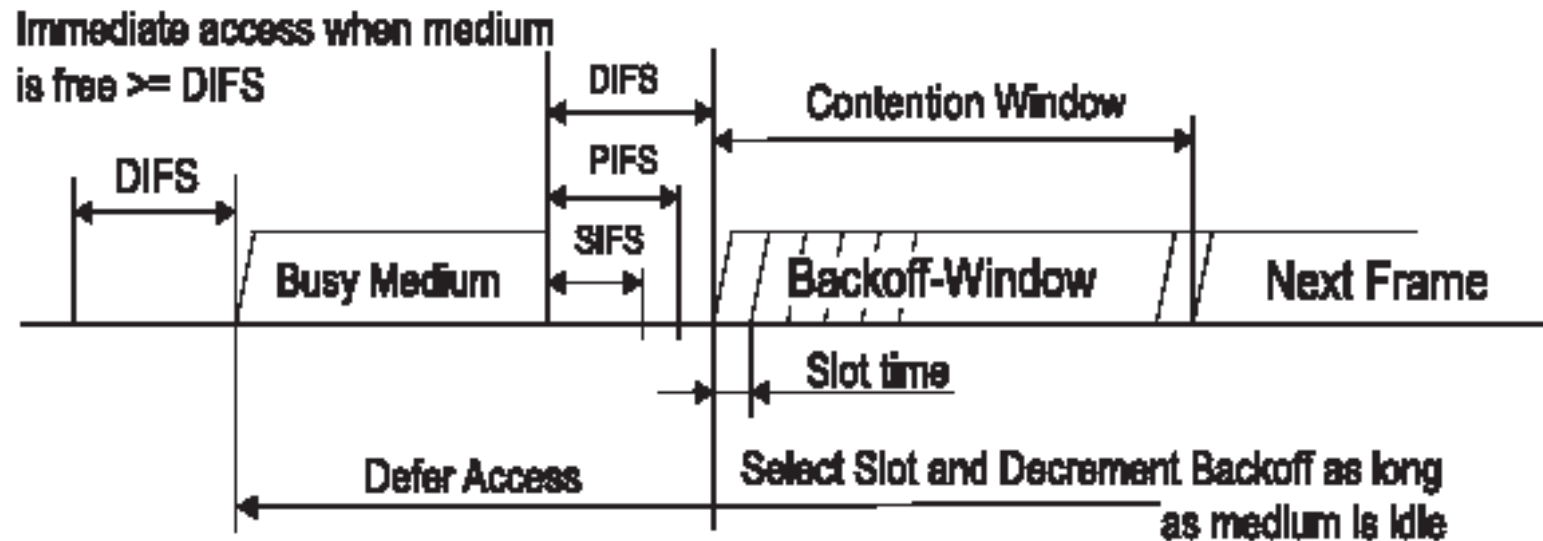 Immediate access when medium
is free >= DIFS
DIFS
Contention Window
PIFS
DIFS
SIFS
Busy Medium
Backoff-Window
Next Frame
Slot time
Defer Access
Select Slot and Decrement Backoff as long
as medium is idle